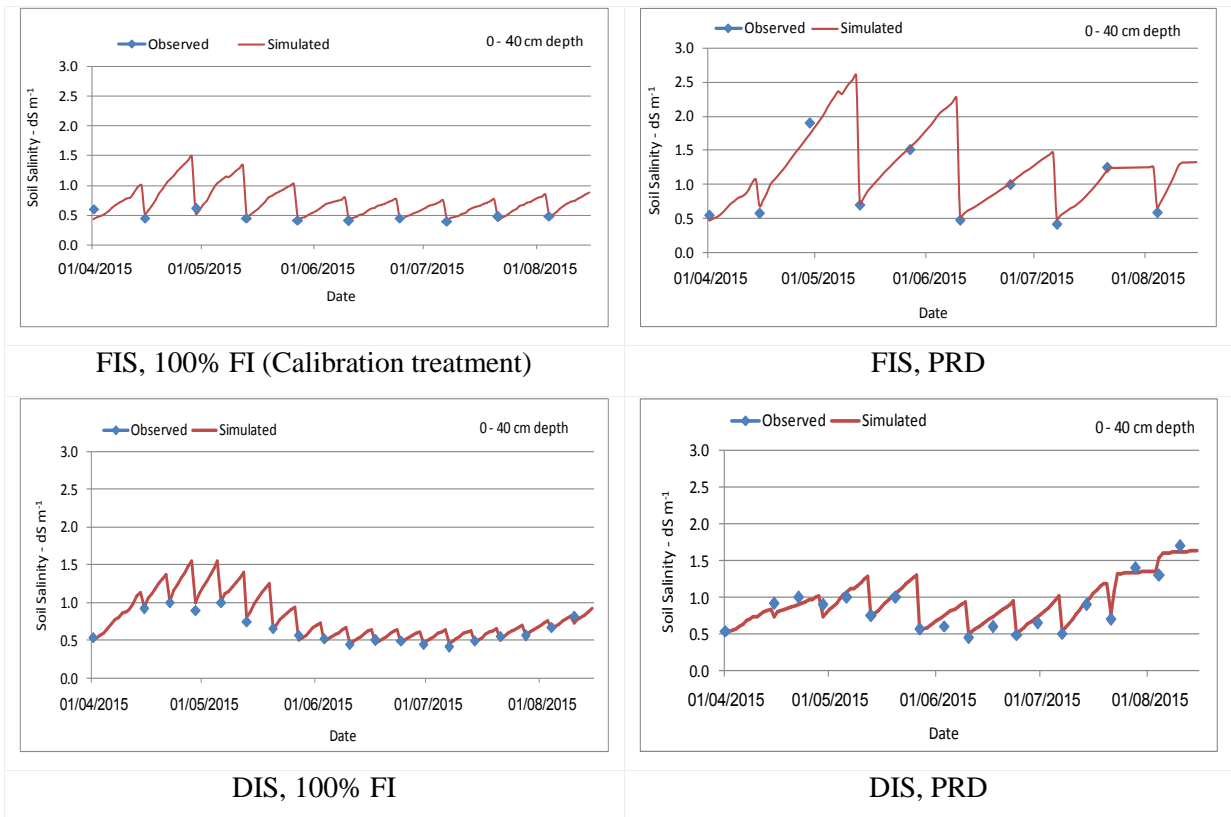 Observed Simulated 0 - 40 cm depth
Soil Salinity - dS m-1
3.0
2.5
2.0
1.5
1.0
0.5
0.0
01/04/2015 01/05/2015 01/06/2015 01/07/2015 01/08/2015
Date
FIS, 100% FI (Calibration treatment)
Observed Simulated 0 - 40 cm depth
Soil Salinity - dS m-1
3.0
2.5
2.0
1.5
1.0
0.5
0.0
01/04/2015 01/05/2015 01/06/2015 01/07/2015 01/08/2015
Date
FIS, PRD
Observed Simulated 0 - 40 cm depth
Soil Salinity - dS m-1
3.0
2.5
2.0
1.5
1.0
0.5
0.0
01/04/2015 01/05/2015 01/06/2015 01/07/2015 01/08/2015
Date
DIS, 100% FI
Observed Simulated 0 - 40 cm depth
Soil Salinity - dS m-1
3.0
2.5
2.0
1.5
1.0
0.5
0.0
01/04/2015 01/05/2015 01/06/2015 01/07/2015 01/08/2015
Date
DIS, PRD